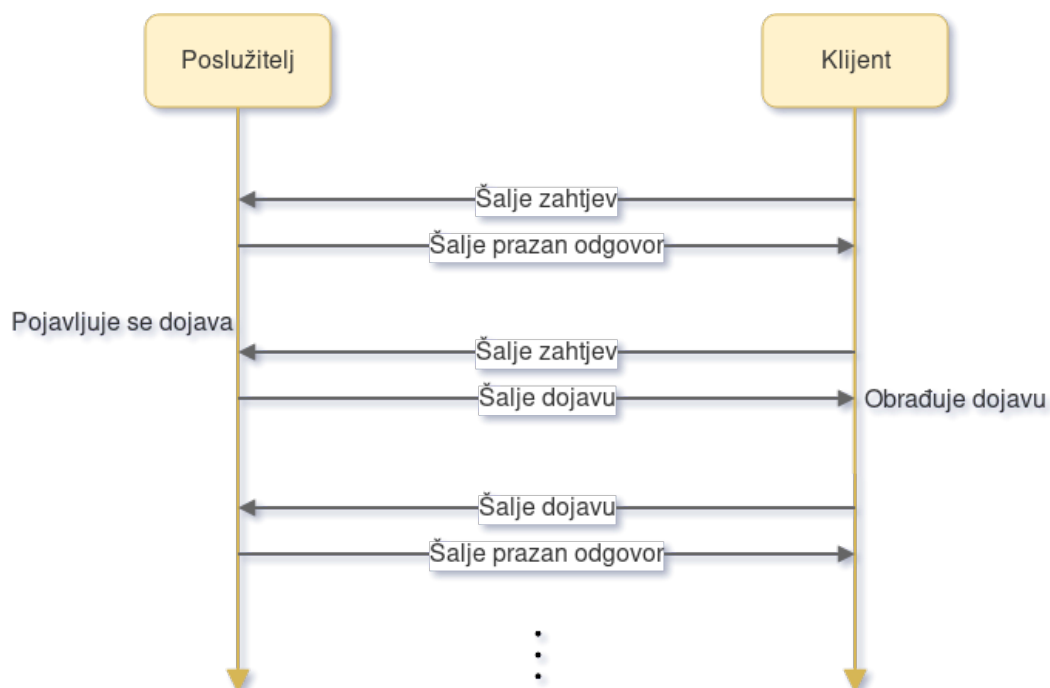 Poslužitelj
Klijent
Šalje zahtjev
Šalje prazan odgovor
Pojavljuje se dojava
Šalje zahtjev
Šalje dojavu
Obrađuje dojavu
Šalje dojavu
Šalje prazan odgovor